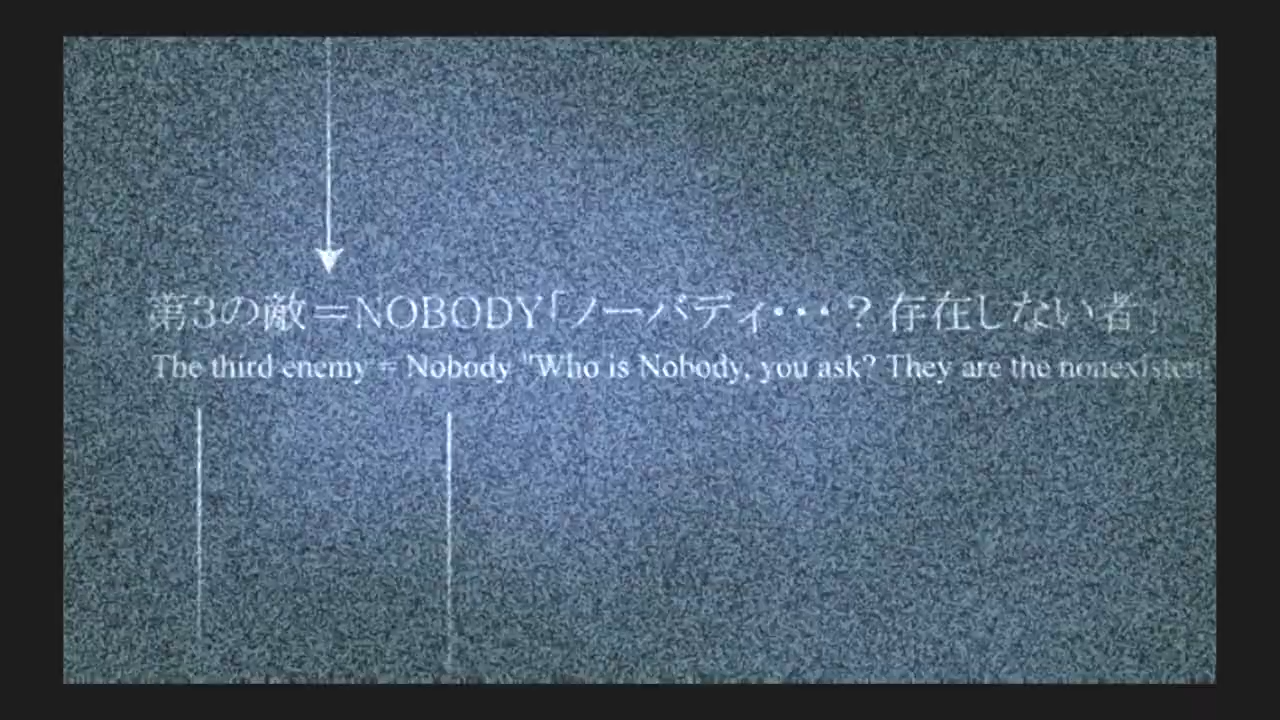 第3の敵＝NOBODY「ノーバディ・・・？存在しない者」
The third enemy = Nobody "Who is Nobody, you ask? They are the nonexistent